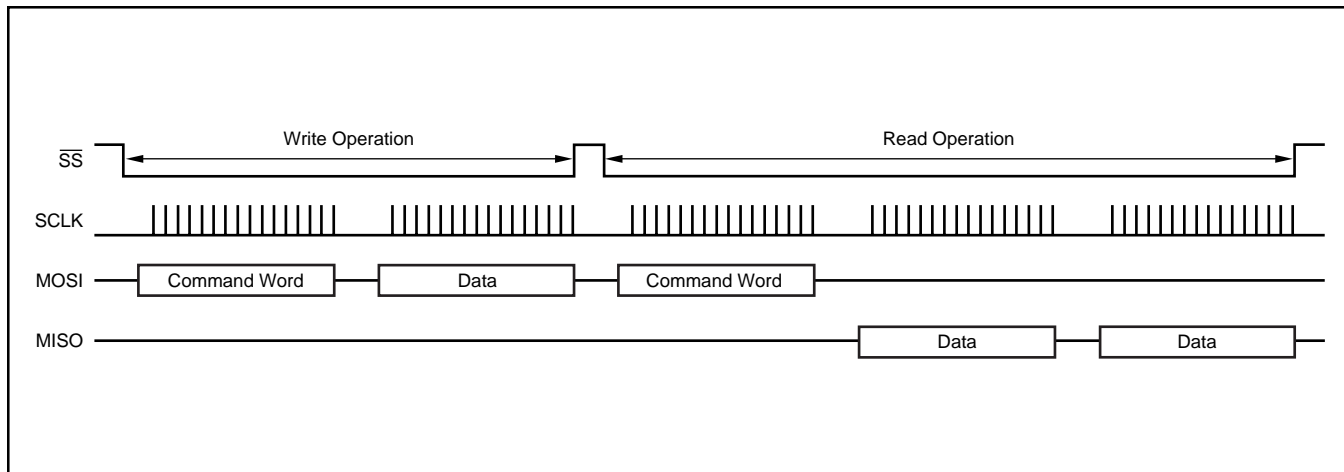 Write Operation Read Operation
SS
SCLK
MOSI Command Word Data Command Word
MISO Data Data